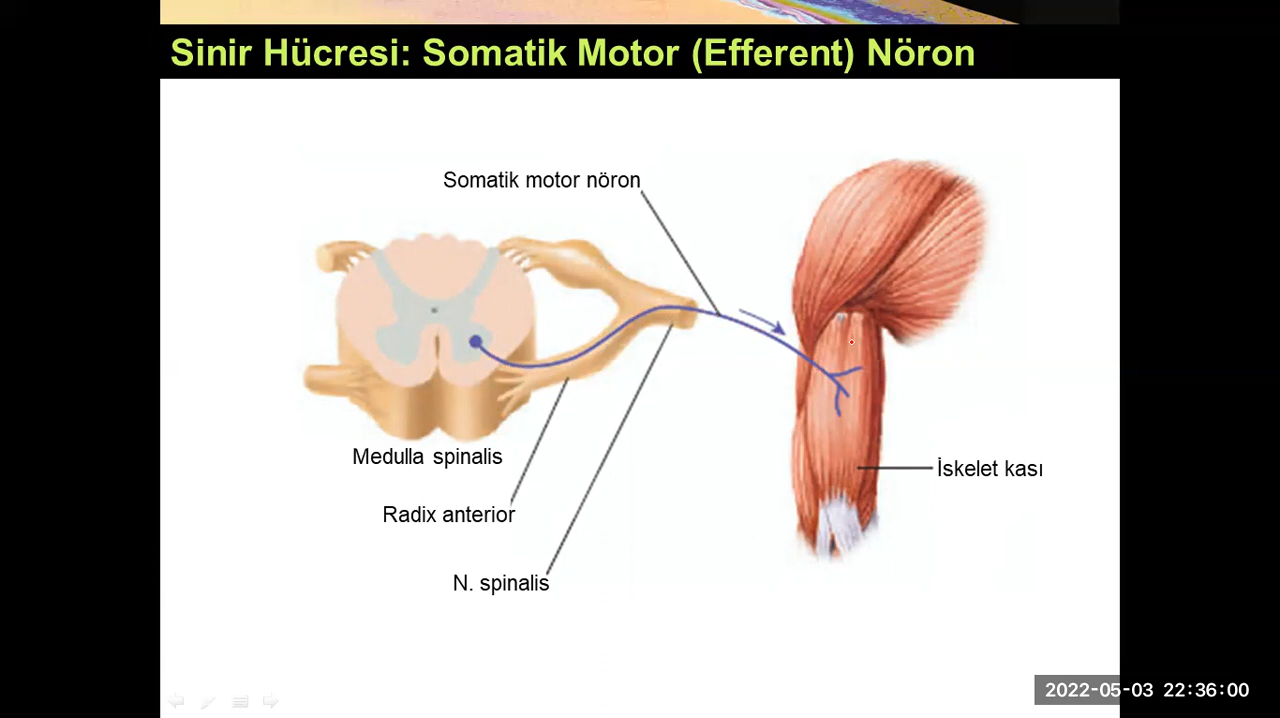 Sinir Hücresi: Somatik Motor (Efferent) Nöron
Somatik motor nöron
Medulla spinalis
İskelet kası
Radix anterior
N. spinalis
2022-05-03 22:36:00